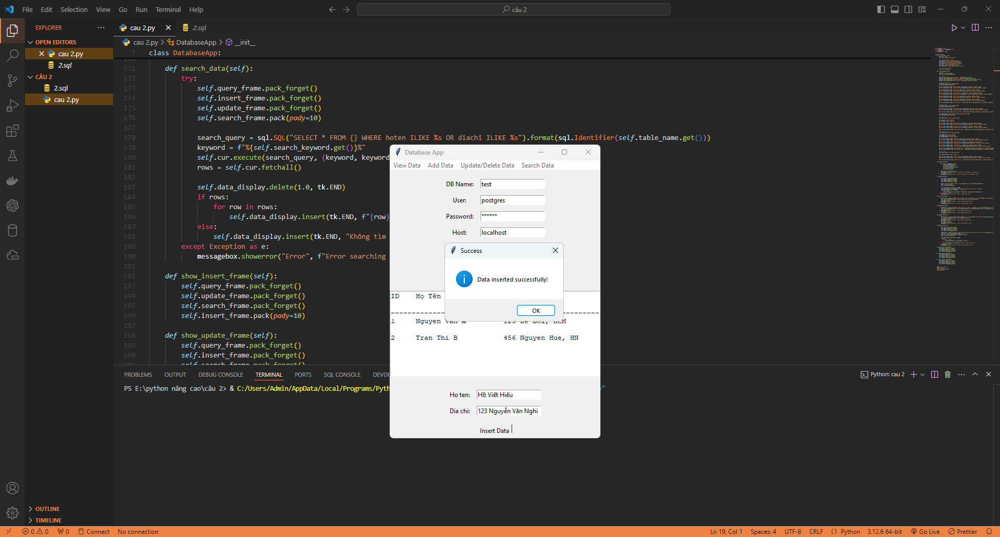 File Edit Selection View Go Run Terminal Help
câu 2
EXPLORER
OPEN EDITORS
cau 2.py
2.sql
CÂU 2
2.sql
cau 2.py
OUTLINE
TIMELINE
cau 2.py
2.sql
cau 2.py > DatabaseApp > __init__
7 class DatabaseApp:
170
171 def search_data(self):
172 try:
173 self.query_frame.pack_forget()
174 self.insert_frame.pack_forget()
175 self.update_frame.pack_forget()
176 self.search_frame.pack(pady=10)
177
178 search_query = sql.SQL("SELECT * FROM {} WHERE hoten ILIKE %s OR diachi ILIKE %s").format(sql.Identifier(self.table_name.get()))
179 keyword = f"%{self.search_keyword.get()}%"
180 self.cur.execute(search_query, (keyword, keyword
181 rows = self.cur.fetchall()
182
183 self.data_display.delete(1.0, tk.END)
184 if rows:
185 for row in rows:
186 self.data_display.insert(tk.END, f"{row}
187 else:
188 self.data_display.insert(tk.END, "Không tìm
189 except Exception as e:
190 messagebox.showerror("Error", f"Error searching
191
192 def show_insert_frame(self):
193 self.query_frame.pack_forget()
194 self.update_frame.pack_forget()
195 self.search_frame.pack_forget()
196 self.insert_frame.pack(pady=10)
197
198 def show_update_frame(self):
199 self.query_frame.pack_forget()
200 self.insert_frame.pack_forget()
201 self.search_frame.pack_forget()
Database App
View Data Add Data Update/Delete Data Search Data
DB Name: test
User: postgres
Password: ******
Host: localhost
Success
Data inserted successfully!
OK
ID Họ Tên
1 Nguyen Van A 123 Le Loi, HCM
2 Tran Thi B 456 Nguyen Hue, HN
Ho ten: Hồ Viết Hiếu
Dia chi: 123 Nguyễn Văn Nghi
Insert Data
PROBLEMS OUTPUT DEBUG CONSOLE TERMINAL PORTS SQL CONSOLE DEVDE
Python: cau 2
PS E:\python nâng cao\câu 2> & C:/Users/Admin/AppData/Local/Programs/Pyth
0 0 0 Connect No connection
Ln 19, Col 1 Spaces: 4 UTF-8 CRLF Python 3.12.6 64-bit Go Live Prettier